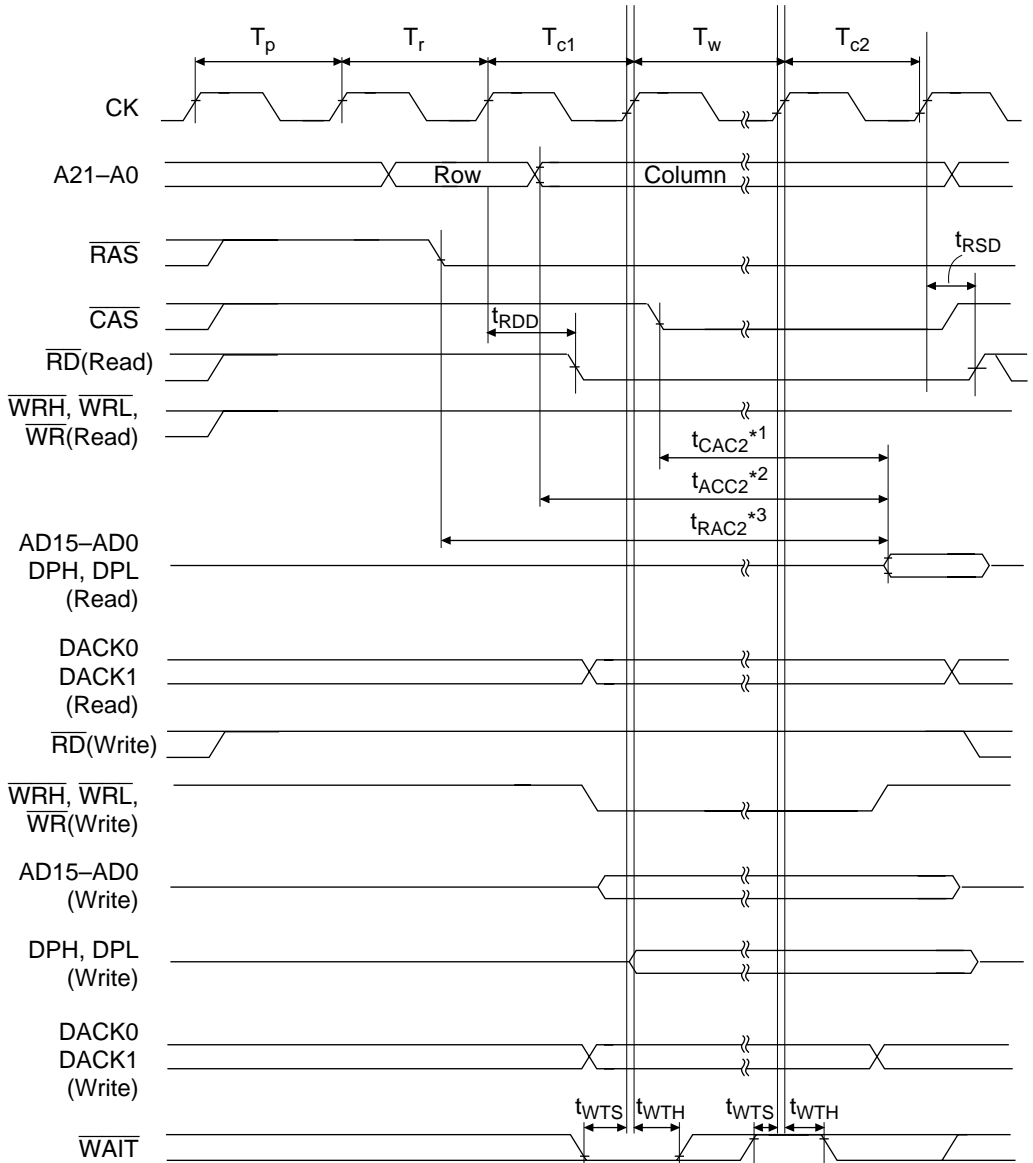 Tp Tr Tc1 Tw Tc2
CK
A21–A0 Row Column
RAS
tRSD
CAS
tRDD
RD(Read)
WRH, WRL,
WR(Read)
tCAC2*1
tACC2*2
tRAC2*3
AD15–AD0
DPH, DPL
(Read)
DACK0
DACK1
(Read)
RD(Write)
WRH, WRL,
WR(Write)
AD15–AD0
(Write)
DPH, DPL
(Write)
DACK0
DACK1
(Write)
tWTS tWTH tWTS tWTH
WAIT